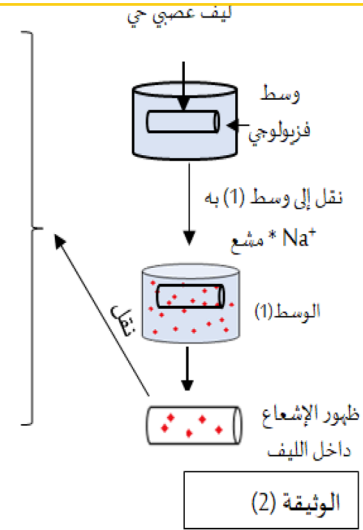 ليف عصبي حي
وسط
فزيولوجي
نقل إلى وسط (1) به
Na⁺ * مشع
الوسط(1)
نقل
ظهور الإشعاع
داخل الليف
الوثيقة (2)